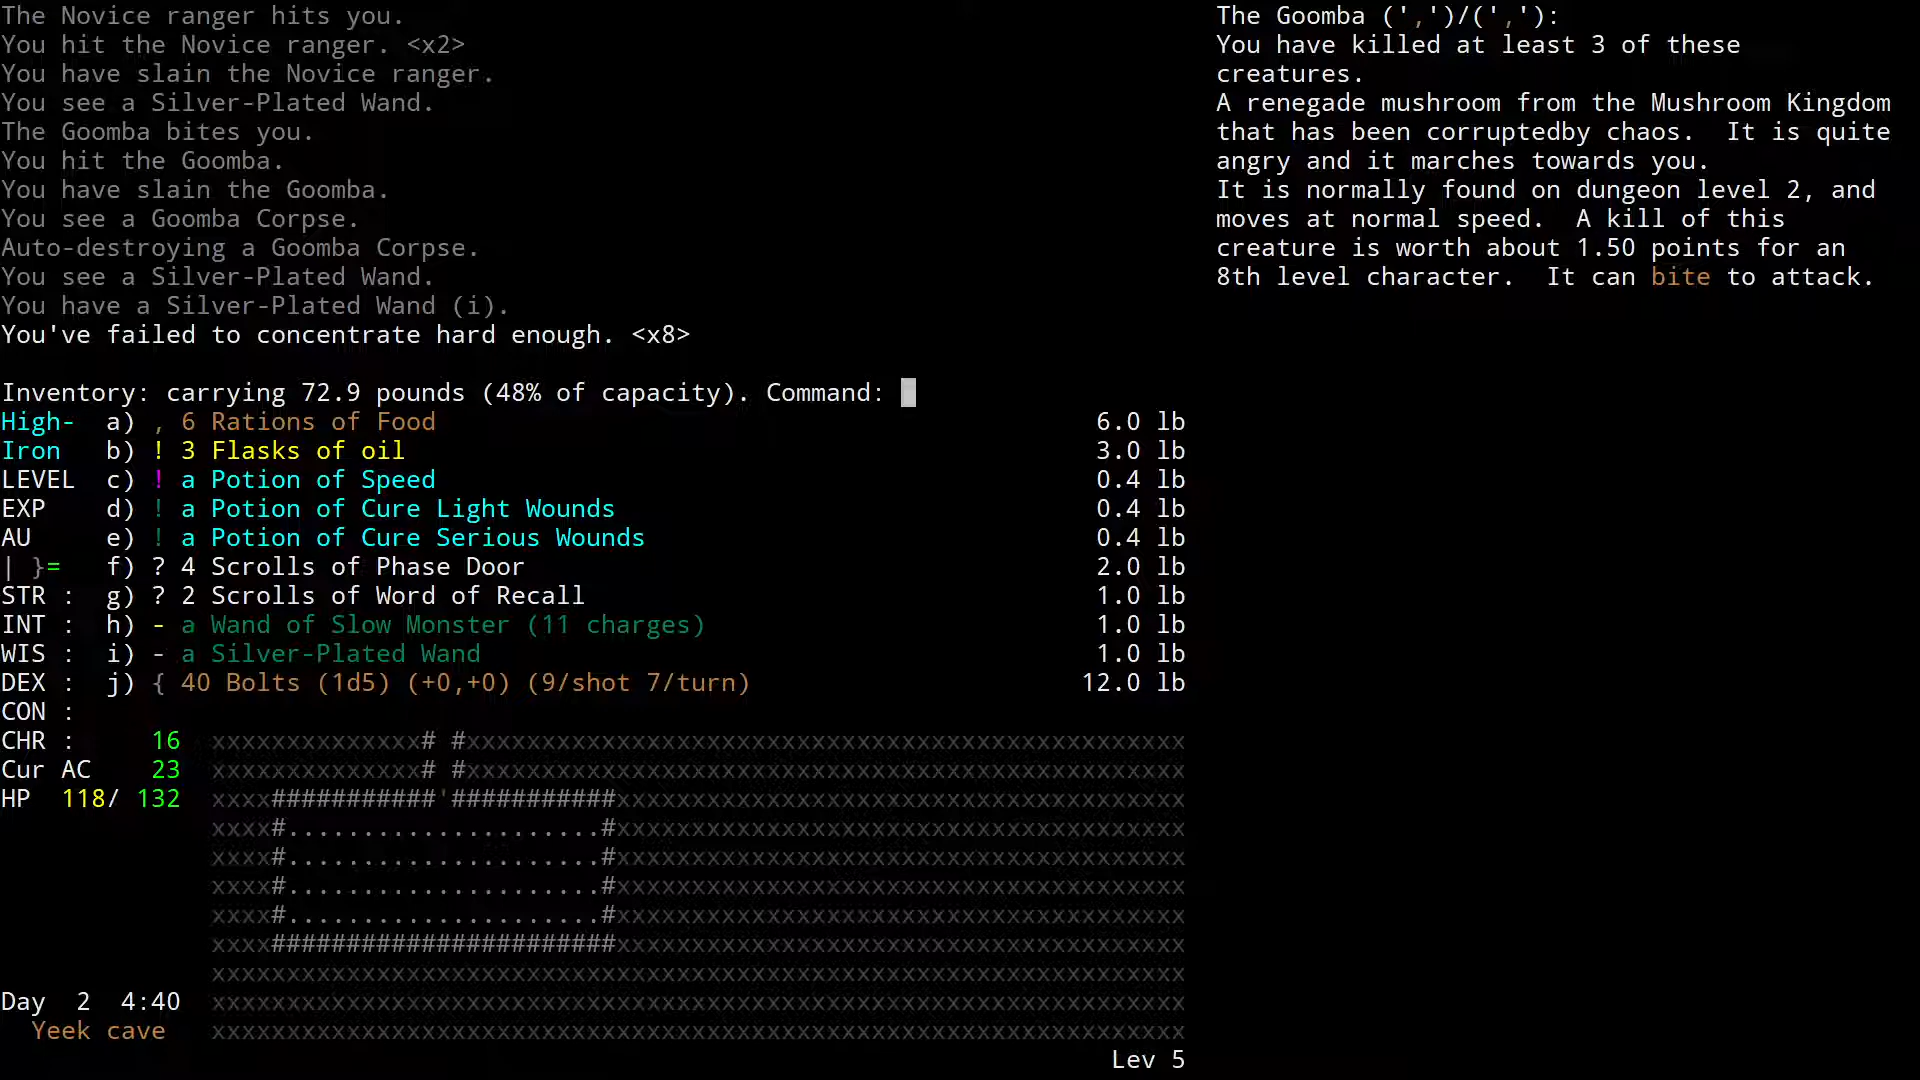 The Novice ranger hits you.
You hit the Novice ranger. <x2>
You have slain the Novice ranger.
You see a Silver-Plated Wand.
The Goomba bites you.
You hit the Goomba.
You have slain the Goomba.
You see a Goomba Corpse.
Auto-destroying a Goomba Corpse.
You see a Silver-Plated Wand.
You have a Silver-Plated Wand (i).
You've failed to concentrate hard enough. <x8>
Inventory: carrying 72.9 pounds (48% of capacity). Command:
High- a) , 6 Rations of Food 6.0 lb
Iron b) ! 3 Flasks of oil 3.0 lb
LEVEL c) ! a Potion of Speed 0.4 lb
EXP d) ! a Potion of Cure Light Wounds 0.4 lb
AU e) ! a Potion of Cure Serious Wounds 0.4 lb
| }= f) ? 4 Scrolls of Phase Door 2.0 lb
STR : g) ? 2 Scrolls of Word of Recall 1.0 lb
INT : h) - a Wand of Slow Monster (11 charges) 1.0 lb
WIS : i) - a Silver-Plated Wand 1.0 lb
DEX : j) { 40 Bolts (1d5) (+0,+0) (9/shot 7/turn) 12.0 lb
CON :
CHR : 16
Cur AC 23
HP 118/ 132
Day 2 4:40
Yeek cave
Lev 5
The Goomba (',')/(','):
You have killed at least 3 of these
creatures.
A renegade mushroom from the Mushroom Kingdom
that has been corruptedby chaos. It is quite
angry and it marches towards you.
It is normally found on dungeon level 2, and
moves at normal speed. A kill of this
creature is worth about 1.50 points for an
8th level character. It can bite to attack.